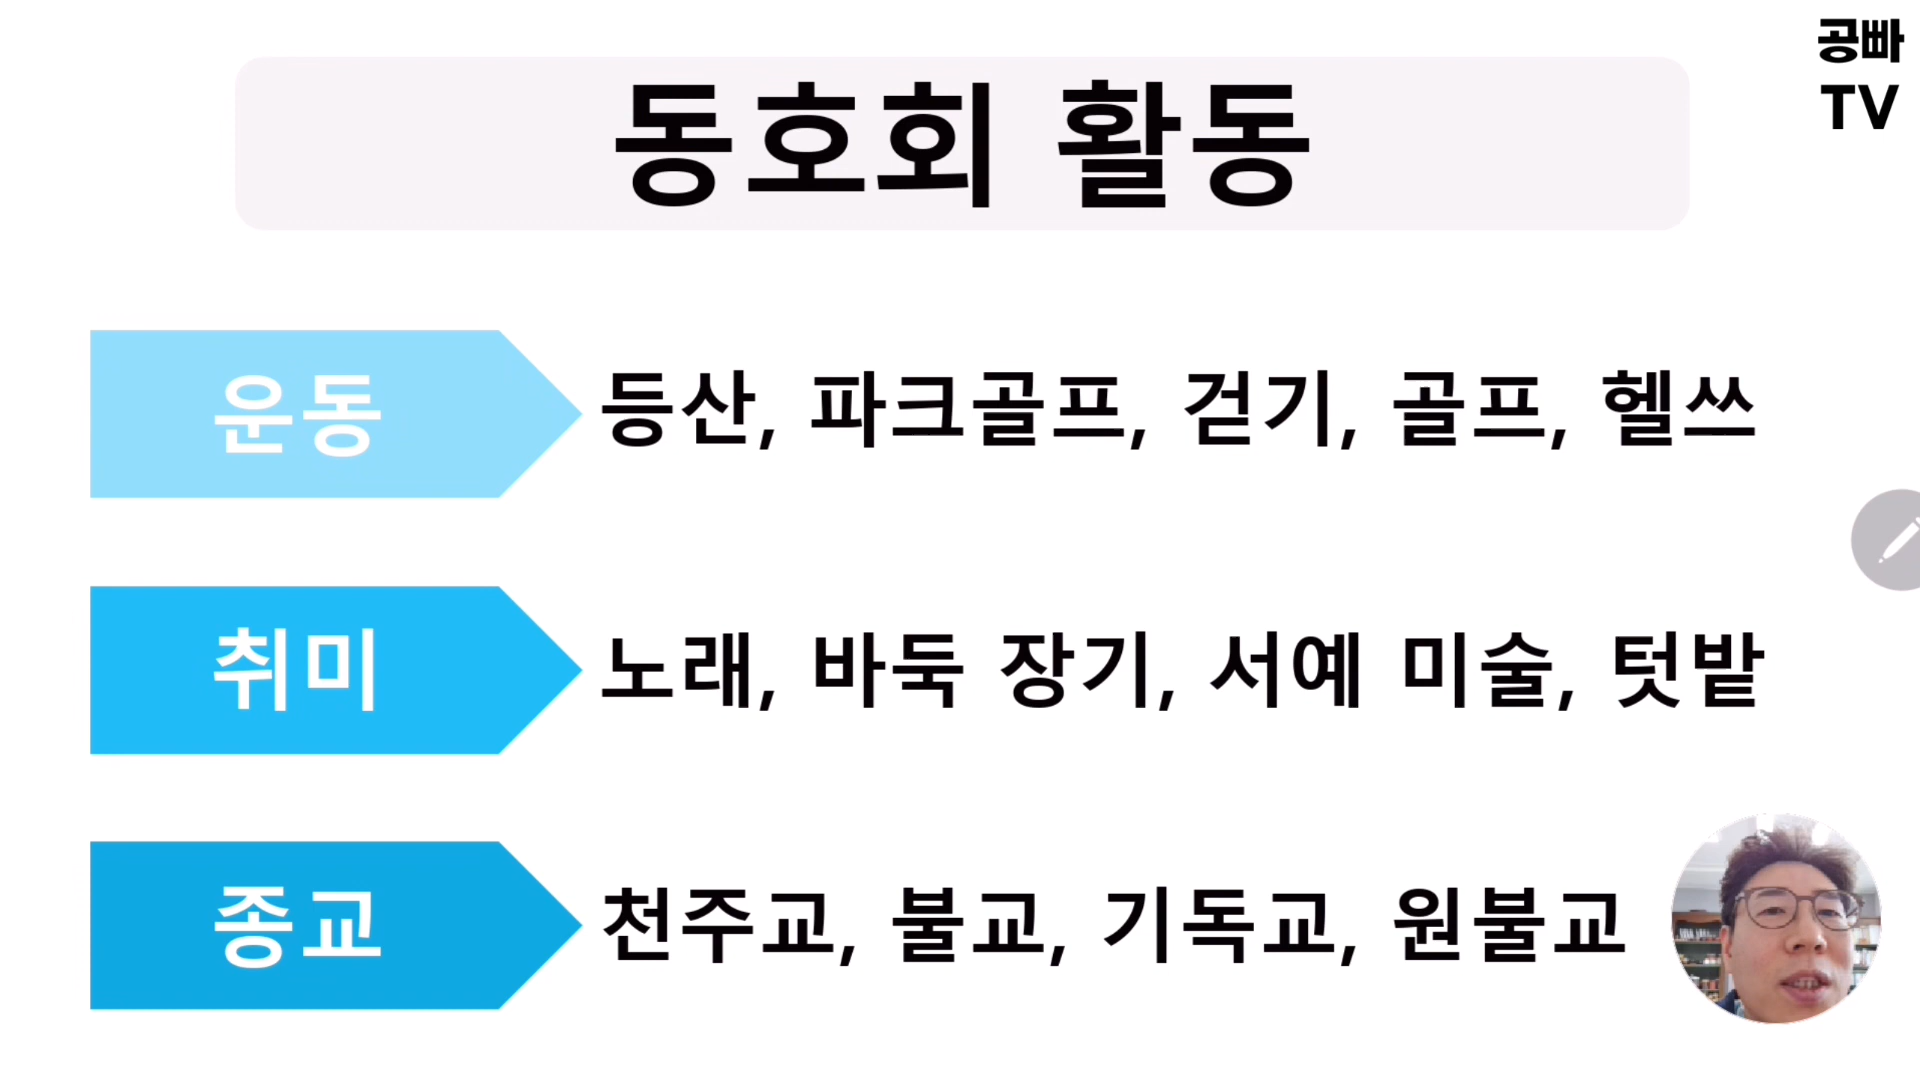 공빠
TV
동호회 활동
운동
등산, 파크골프, 걷기, 골프, 헬쓰
취미
노래, 바둑 장기, 서예 미술, 텃밭
종교
천주교, 불교, 기독교, 원불교